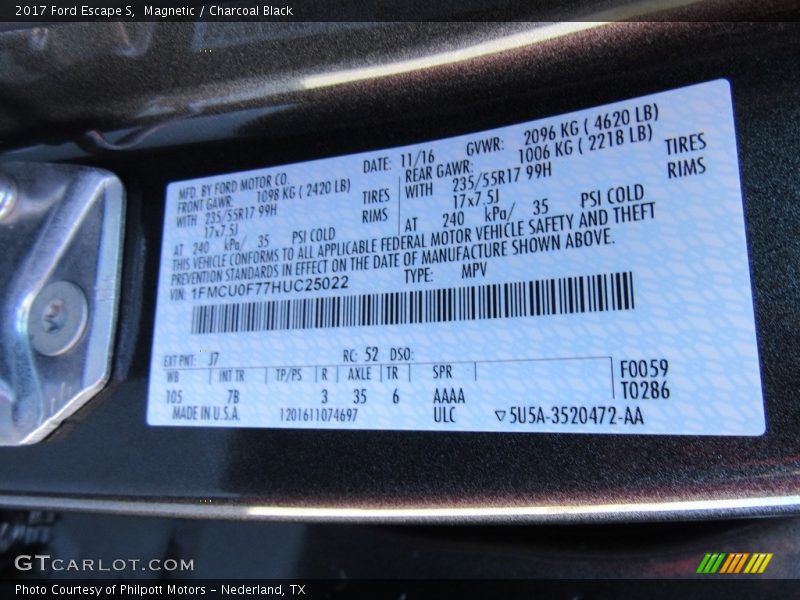 2017 Ford Escape S, Magnetic / Charcoal Black
MFD. BY FORD MOTOR CO. DATE: 11/16 GVWR: 2096 KG ( 4620 LB)
FRONT GAWR: 1098 KG ( 2420 LB) REAR GAWR: 1006 KG ( 2218 LB)
WITH 235/55R17 99H TIRES WITH 235/55R17 99H TIRES
17x7.5J RIMS 17x7.5J RIMS
AT 240 kPa/ 35 PSI COLD AT 240 kPa/ 35 PSI COLD
THIS VEHICLE CONFORMS TO ALL APPLICABLE FEDERAL MOTOR VEHICLE SAFETY AND THEFT
PREVENTION STANDARDS IN EFFECT ON THE DATE OF MANUFACTURE SHOWN ABOVE.
VIN: 1FMCU0F77HUC25022 TYPE: MPV
EXT PNT: J7 RC: 52 DSO:
WB INT TR TP/PS R AXLE TR SPR F0059
105 7B 3 35 6 AAAA T0286
MADE IN U.S.A. 1201611074697 ULC ▽5U5A-3520472-AA
GTCARLOT.COM
Photo Courtesy of Philpott Motors - Nederland, TX